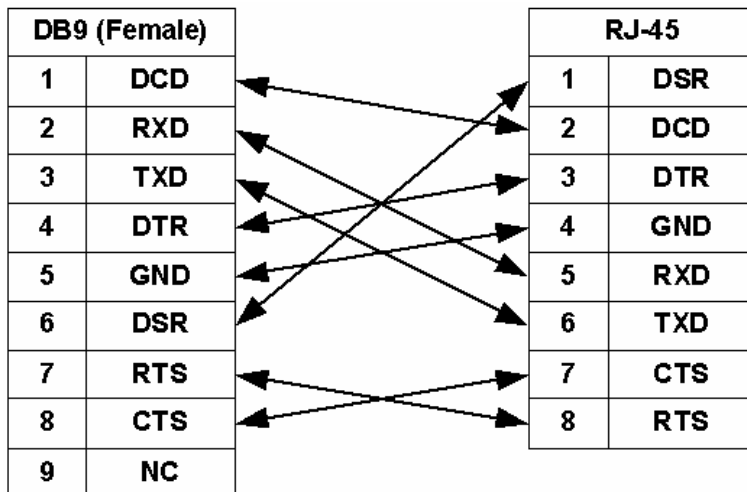 DB9 (Female)
1 DCD
2 RXD
3 TXD
4 DTR
5 GND
6 DSR
7 RTS
8 CTS
9 NC
RJ-45
1 DSR
2 DCD
3 DTR
4 GND
5 RXD
6 TXD
7 CTS
8 RTS